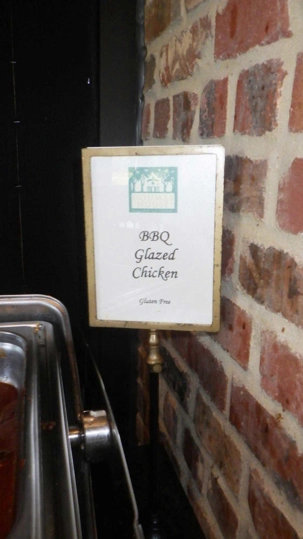 BBQ
Glazed
Chicken
Gluten Free